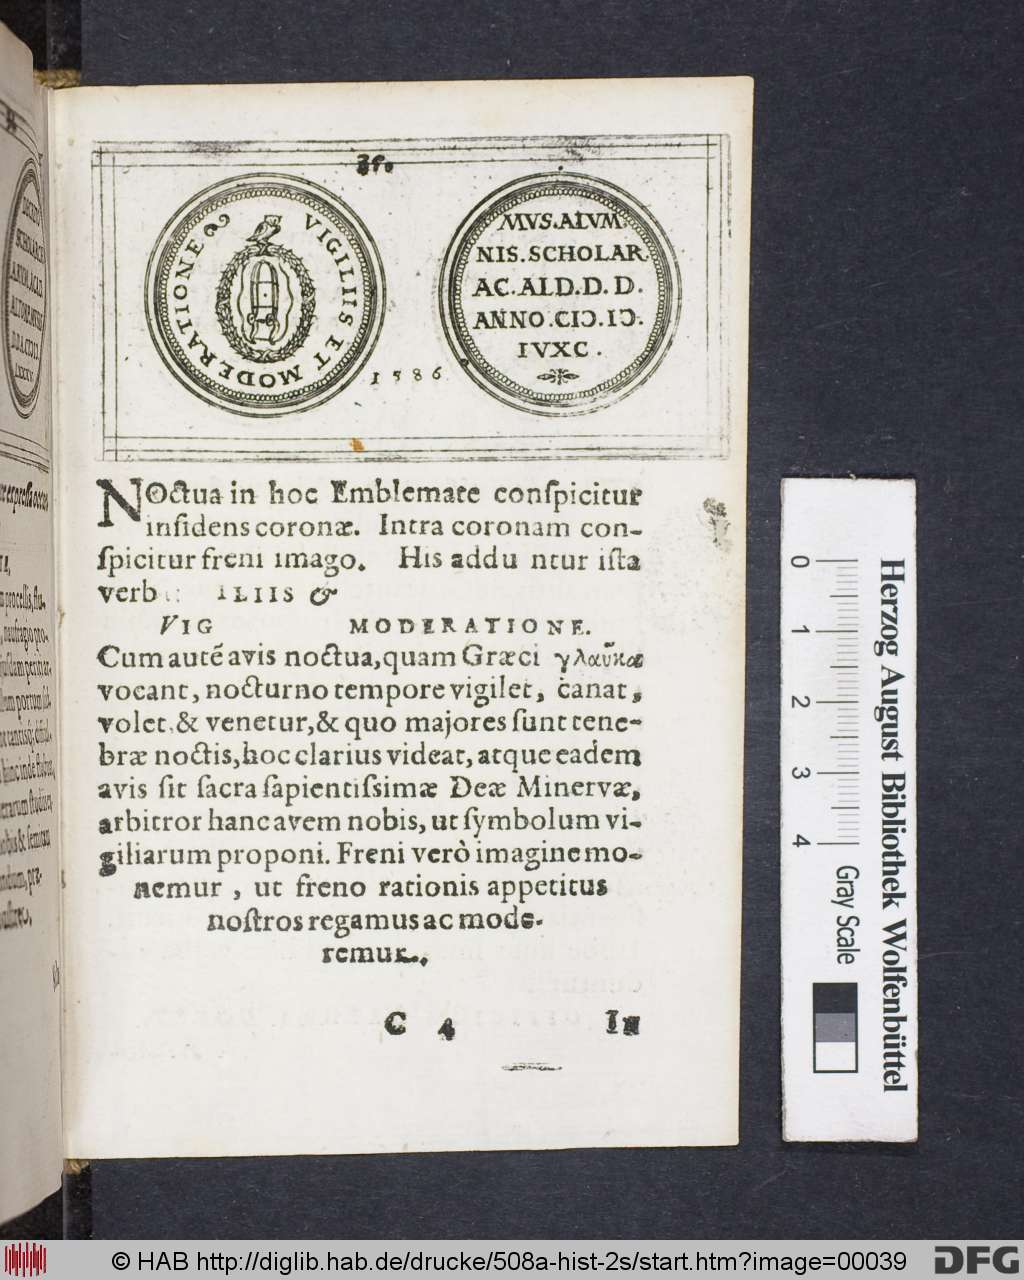 35.
VIGILIIS ET MODERATIONE
1586
MVS.ALVM.
NIS.SCHOLAR
AC.ALD.D.D.
ANNO.CIƆ.IƆ.
IVXC.
NOctua in hoc Emblemate conſpicitur
inſidens coronæ. Intra coronam con-
ſpicitur freni imago. His addu ntur iſta
verb ILIIS &
VIG MODERATIONE.
Cum autẽ avis noctua, quam Græci γλαῦκα
vocant, nocturno tempore vigilet, canat,
volet, & venetur, & quo majores ſunt tene-
bræ noctis, hoc clarius videat, atque eadem
avis ſit ſacra ſapientiſsimæ Deæ Minervæ,
arbitror hanc avem nobis, ut ſymbolum vi-
giliarum proponi. Freni verò imagine mo-
nemur, ut freno rationis appetitus
noſtros regamus ac mode-
remur.
C 4 In
0 1 2 3 4
Gray Scale
Herzog August Bibliothek Wolfenbüttel
© HAB http://diglib.hab.de/drucke/508a-hist-2s/start.htm?image=00039
DFG